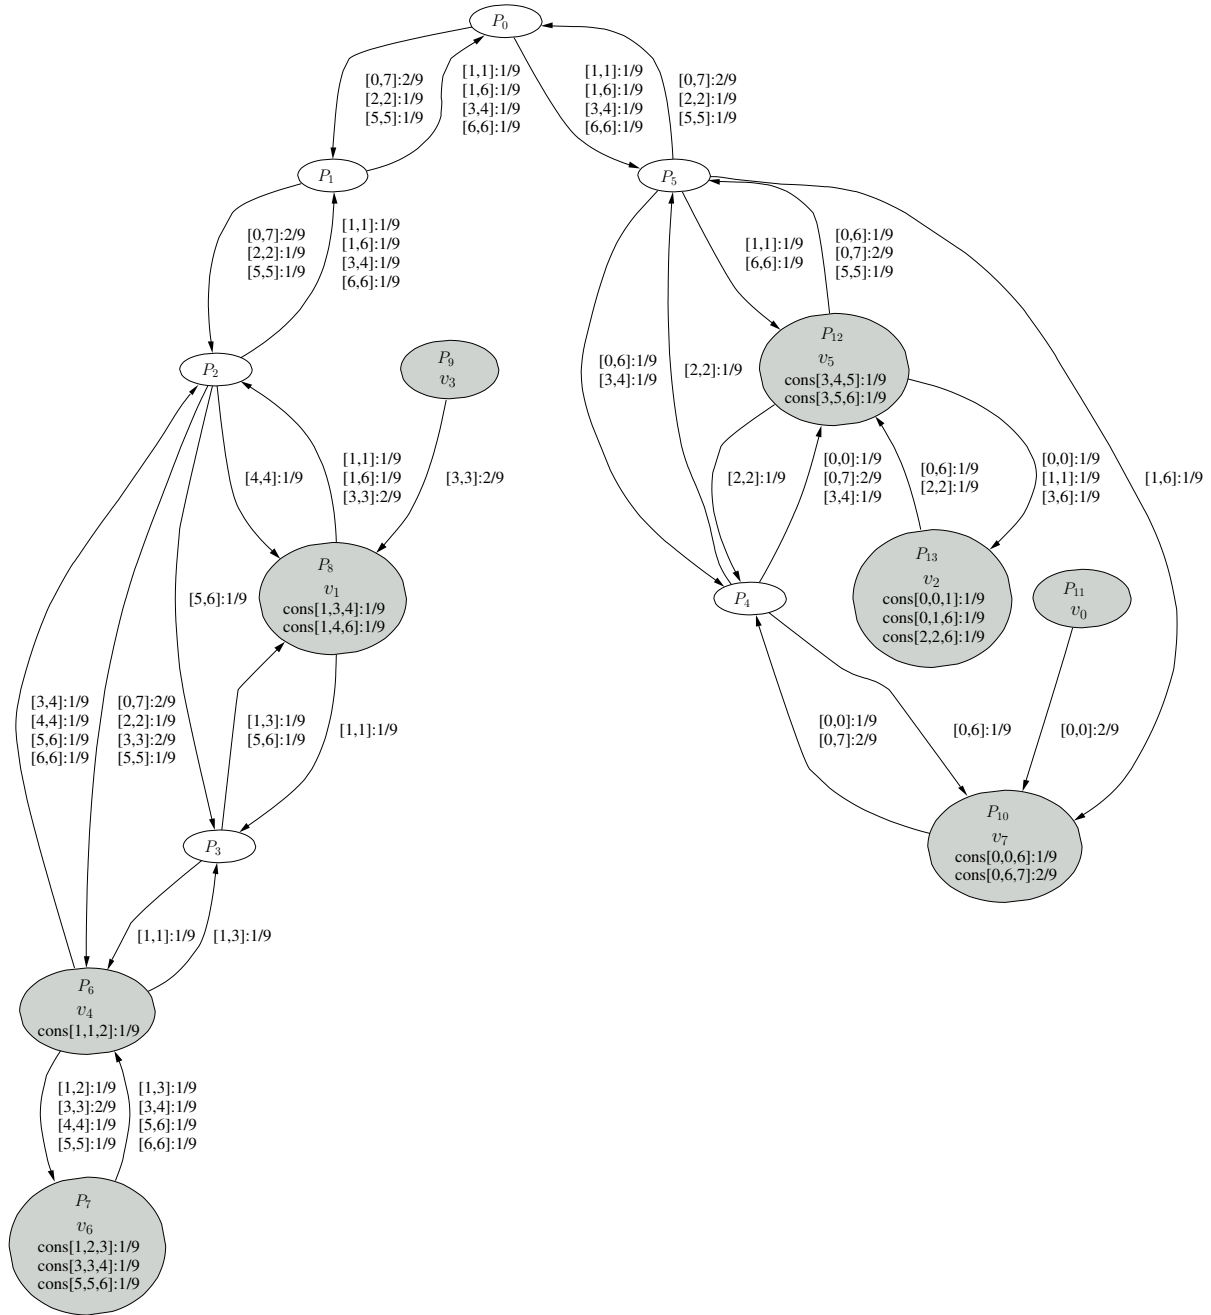 P0
[0,7]:2/9
[2,2]:1/9
[5,5]:1/9
[1,1]:1/9
[1,6]:1/9
[3,4]:1/9
[6,6]:1/9
[1,1]:1/9
[1,6]:1/9
[3,4]:1/9
[6,6]:1/9
[0,7]:2/9
[2,2]:1/9
[5,5]:1/9
P1
P5
[0,7]:2/9
[2,2]:1/9
[5,5]:1/9
[1,1]:1/9
[1,6]:1/9
[3,4]:1/9
[6,6]:1/9
[1,1]:1/9
[6,6]:1/9
[0,6]:1/9
[0,7]:2/9
[5,5]:1/9
P2
P9
v3
[0,6]:1/9
[3,4]:1/9
[2,2]:1/9
P12
v5
cons[3,4,5]:1/9
cons[3,5,6]:1/9
[4,4]:1/9
[1,1]:1/9
[1,6]:1/9
[3,3]:2/9
[3,3]:2/9
[2,2]:1/9
[0,0]:1/9
[0,7]:2/9
[3,4]:1/9
[0,6]:1/9
[2,2]:1/9
[0,0]:1/9
[1,1]:1/9
[3,6]:1/9
[1,6]:1/9
[5,6]:1/9
P8
v1
cons[1,3,4]:1/9
cons[1,4,6]:1/9
P4
P13
v2
cons[0,0,1]:1/9
cons[0,1,6]:1/9
cons[2,2,6]:1/9
P11
v0
[3,4]:1/9
[4,4]:1/9
[5,6]:1/9
[6,6]:1/9
[0,7]:2/9
[2,2]:1/9
[3,3]:2/9
[5,5]:1/9
[1,3]:1/9
[5,6]:1/9
[1,1]:1/9
[0,0]:1/9
[0,7]:2/9
[0,6]:1/9
[0,0]:2/9
P3
P10
v7
cons[0,0,6]:1/9
cons[0,6,7]:2/9
[1,1]:1/9
[1,3]:1/9
P6
v4
cons[1,1,2]:1/9
[1,2]:1/9
[3,3]:2/9
[4,4]:1/9
[5,5]:1/9
[1,3]:1/9
[3,4]:1/9
[5,6]:1/9
[6,6]:1/9
P7
v6
cons[1,2,3]:1/9
cons[3,3,4]:1/9
cons[5,5,6]:1/9